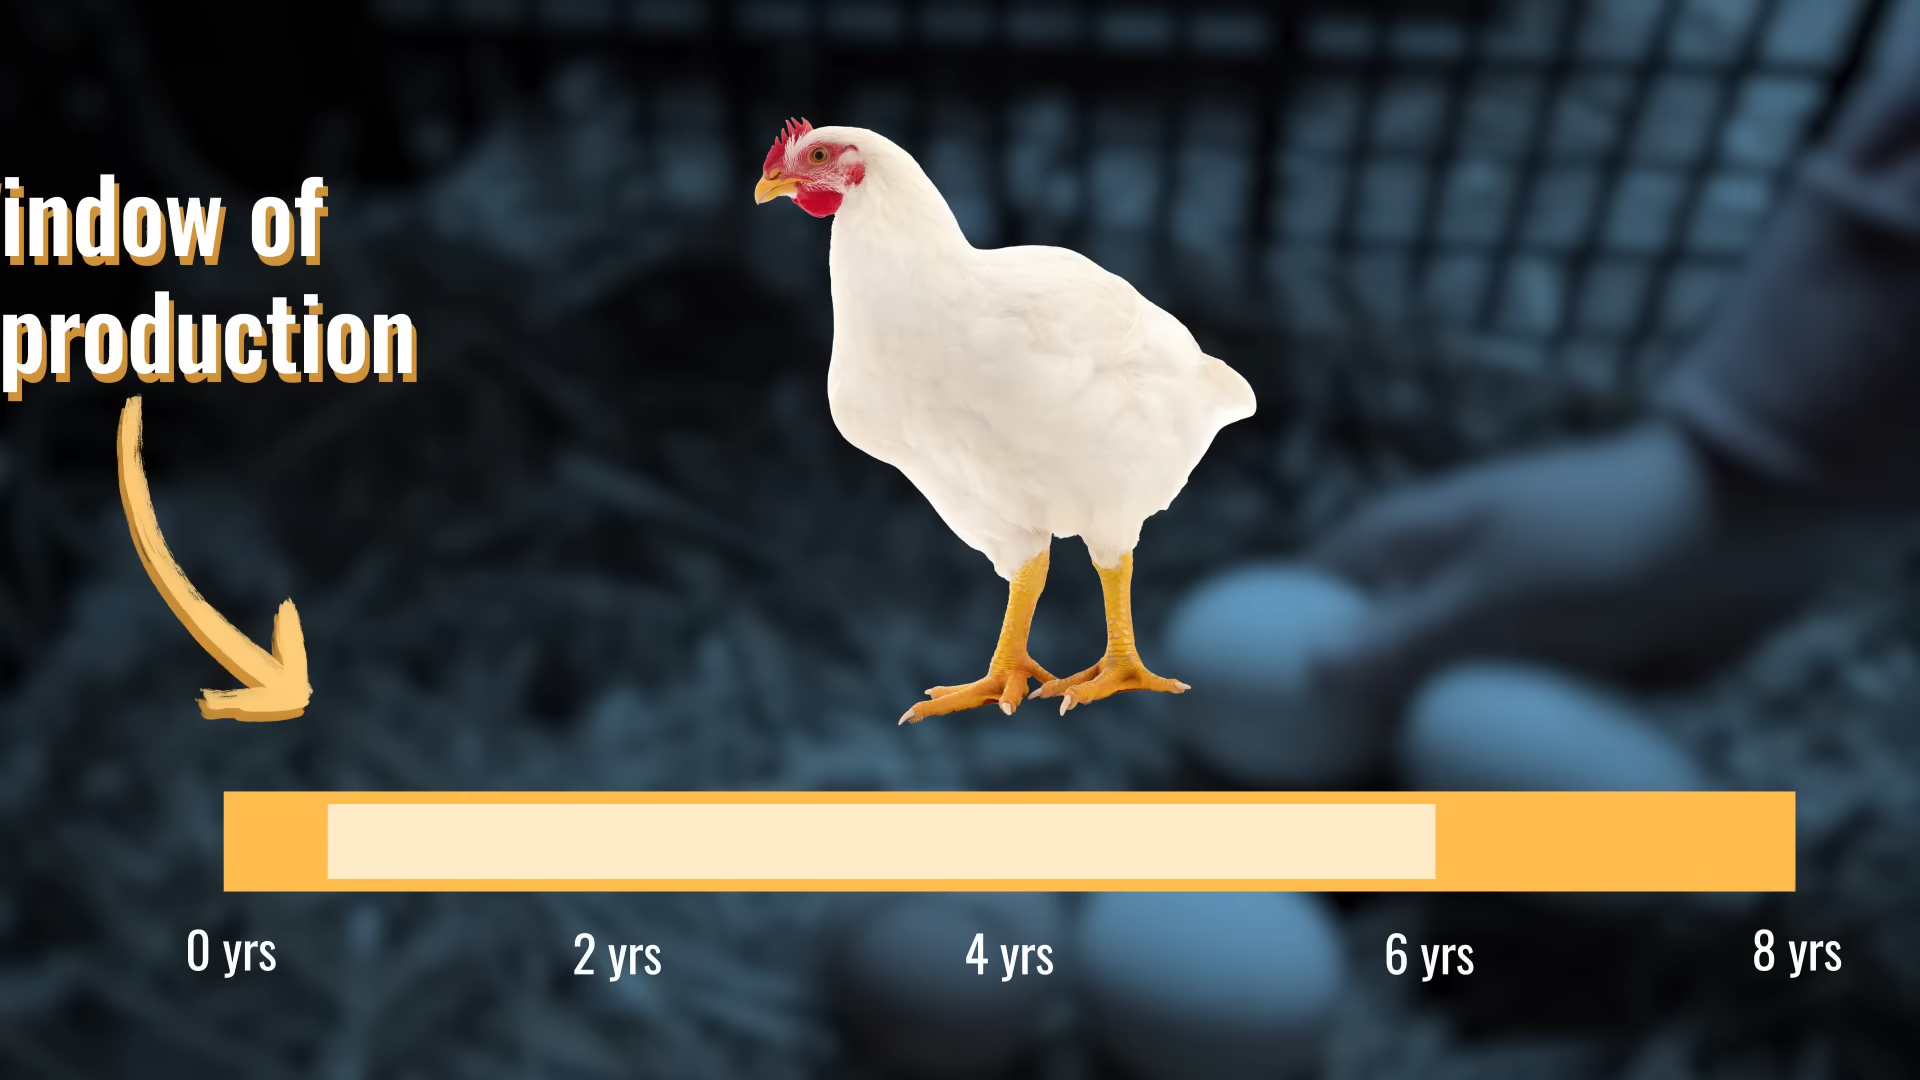 indow of
production
0 yrs
2 yrs
4 yrs
6 yrs
8 yrs